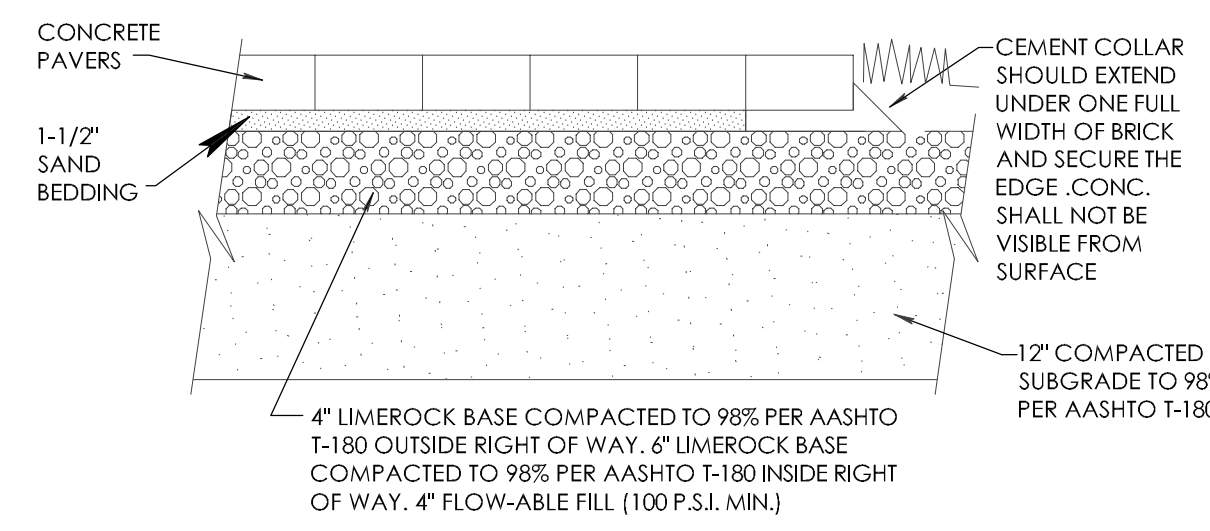 CONCRETE
PAVERS
1-1/2"
SAND
BEDDING
CEMENT COLLAR
SHOULD EXTEND
UNDER ONE FULL
WIDTH OF BRICK
AND SECURE THE
EDGE .CONC.
SHALL NOT BE
VISIBLE FROM
SURFACE
12" COMPACTED
SUBGRADE TO 98%
PER AASHTO T-180
4" LIMEROCK BASE COMPACTED TO 98% PER AASHTO
T-180 OUTSIDE RIGHT OF WAY. 6" LIMEROCK BASE
COMPACTED TO 98% PER AASHTO T-180 INSIDE RIGHT
OF WAY. 4" FLOW-ABLE FILL (100 P.S.I. MIN.)